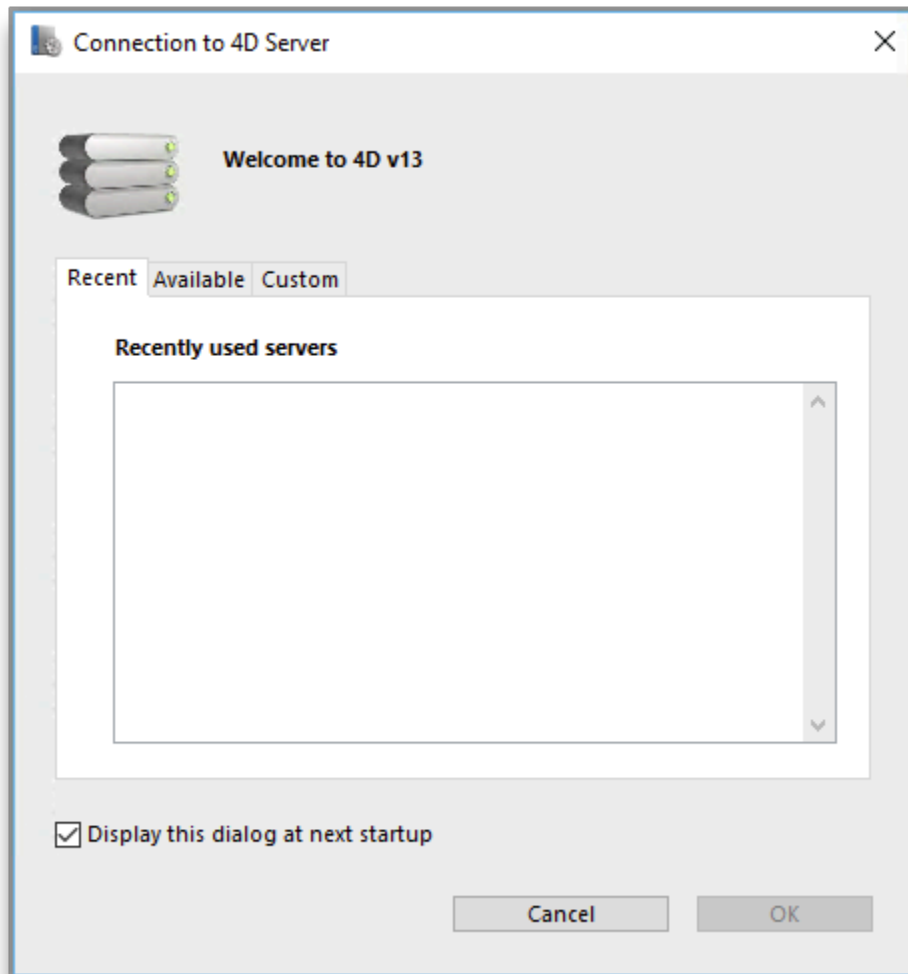 Connection to 4D Server
Welcome to 4D v13
Recent Available Custom
Recently used servers
Display this dialog at next startup
Cancel OK